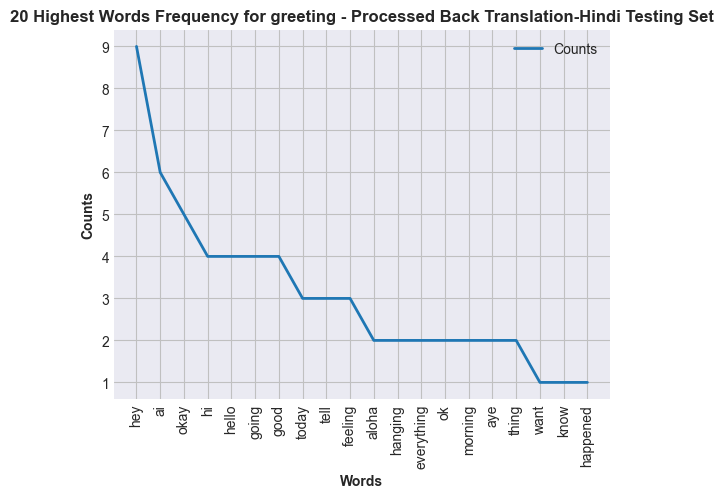 20 Highest Words Frequency for greeting - Processed Back Translation-Hindi Testing Set
Counts
9
8
7
6
5
4
3
2
1
Counts
hey
ai
okay
hi
hello
going
good
today
tell
feeling
aloha
hanging
everything
ok
morning
aye
thing
want
know
happened
Words